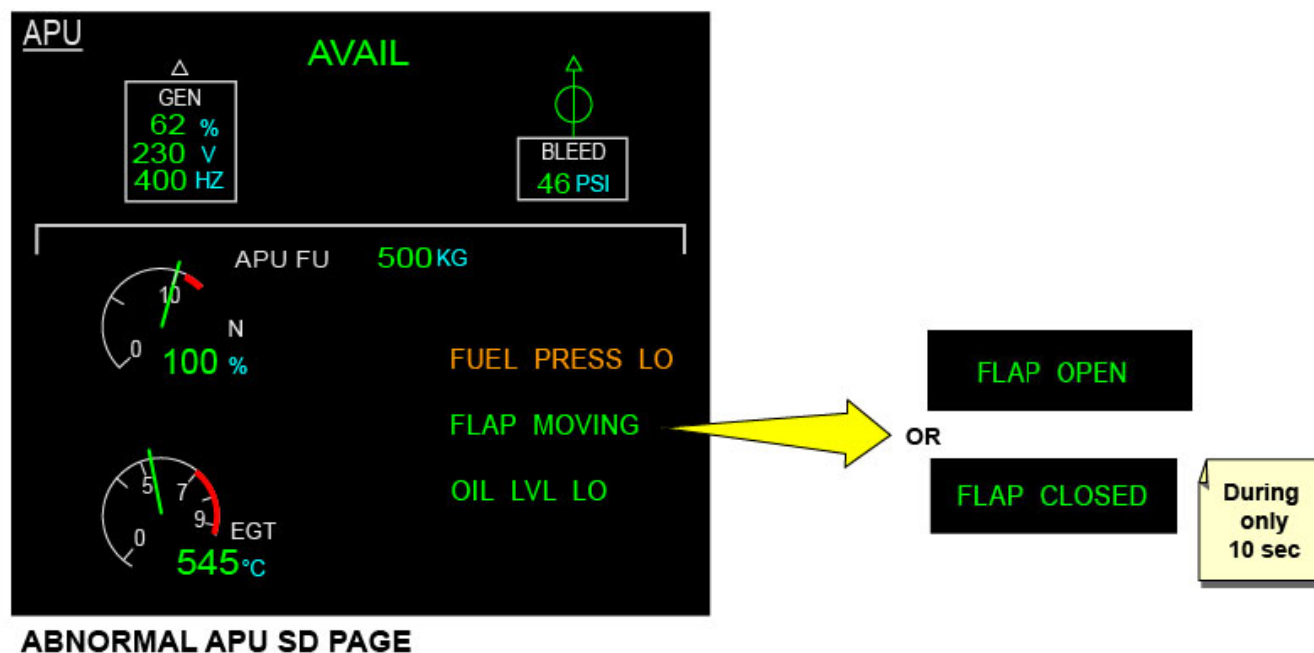 APU
AVAIL
GEN
62 %
230 V
400 HZ
BLEED
46 PSI
APU FU 500 KG
10
0
N
100 %
FUEL PRESS LO
FLAP MOVING
OIL LVL LO
5
7
9
0
EGT
545 °C
FLAP OPEN
OR
FLAP CLOSED
During
only
10 sec
ABNORMAL APU SD PAGE